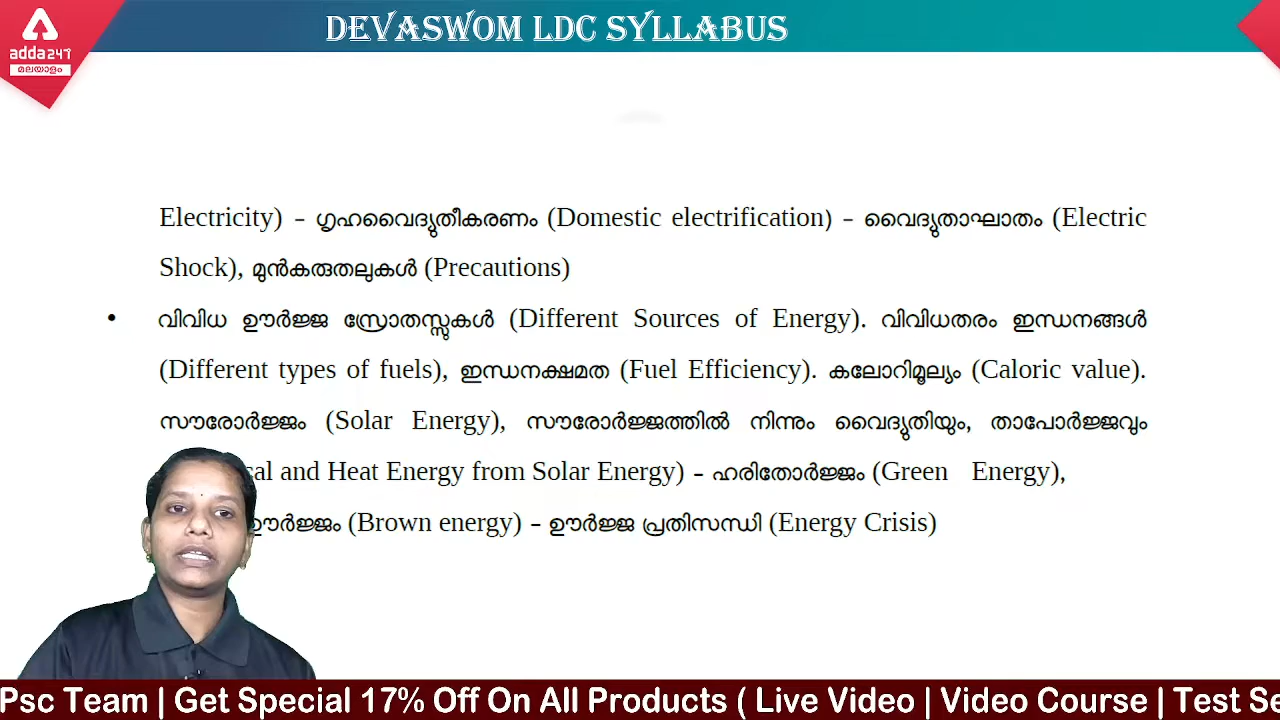 DEVASWOM LDC SYLLABUS
adda247
മലയാളം
Electricity) – ഗൃഹവൈദ്യുതീകരണം (Domestic electrification) – വൈദ്യുതാഘാതം (Electric
Shock), മുൻകരുതലുകൾ (Precautions)
• വിവിധ ഊർജ്ജ സ്രോതസ്സുകൾ (Different Sources of Energy). വിവിധതരം ഇന്ധനങ്ങൾ
(Different types of fuels), ഇന്ധനക്ഷമത (Fuel Efficiency). കലോറിമൂല്യം (Caloric value).
സൗരോർജ്ജം (Solar Energy), സൗരോർജ്ജത്തിൽ നിന്നും വൈദ്യുതിയും, താപോർജ്ജവും
and Heat Energy from Solar Energy) – ഹരിതോർജ്ജം (Green Energy),
ഊർജ്ജം (Brown energy) – ഊർജ്ജ പ്രതിസന്ധി (Energy Crisis)
Psc Team | Get Special 17% Off On All Products ( Live Video | Video Course | Test